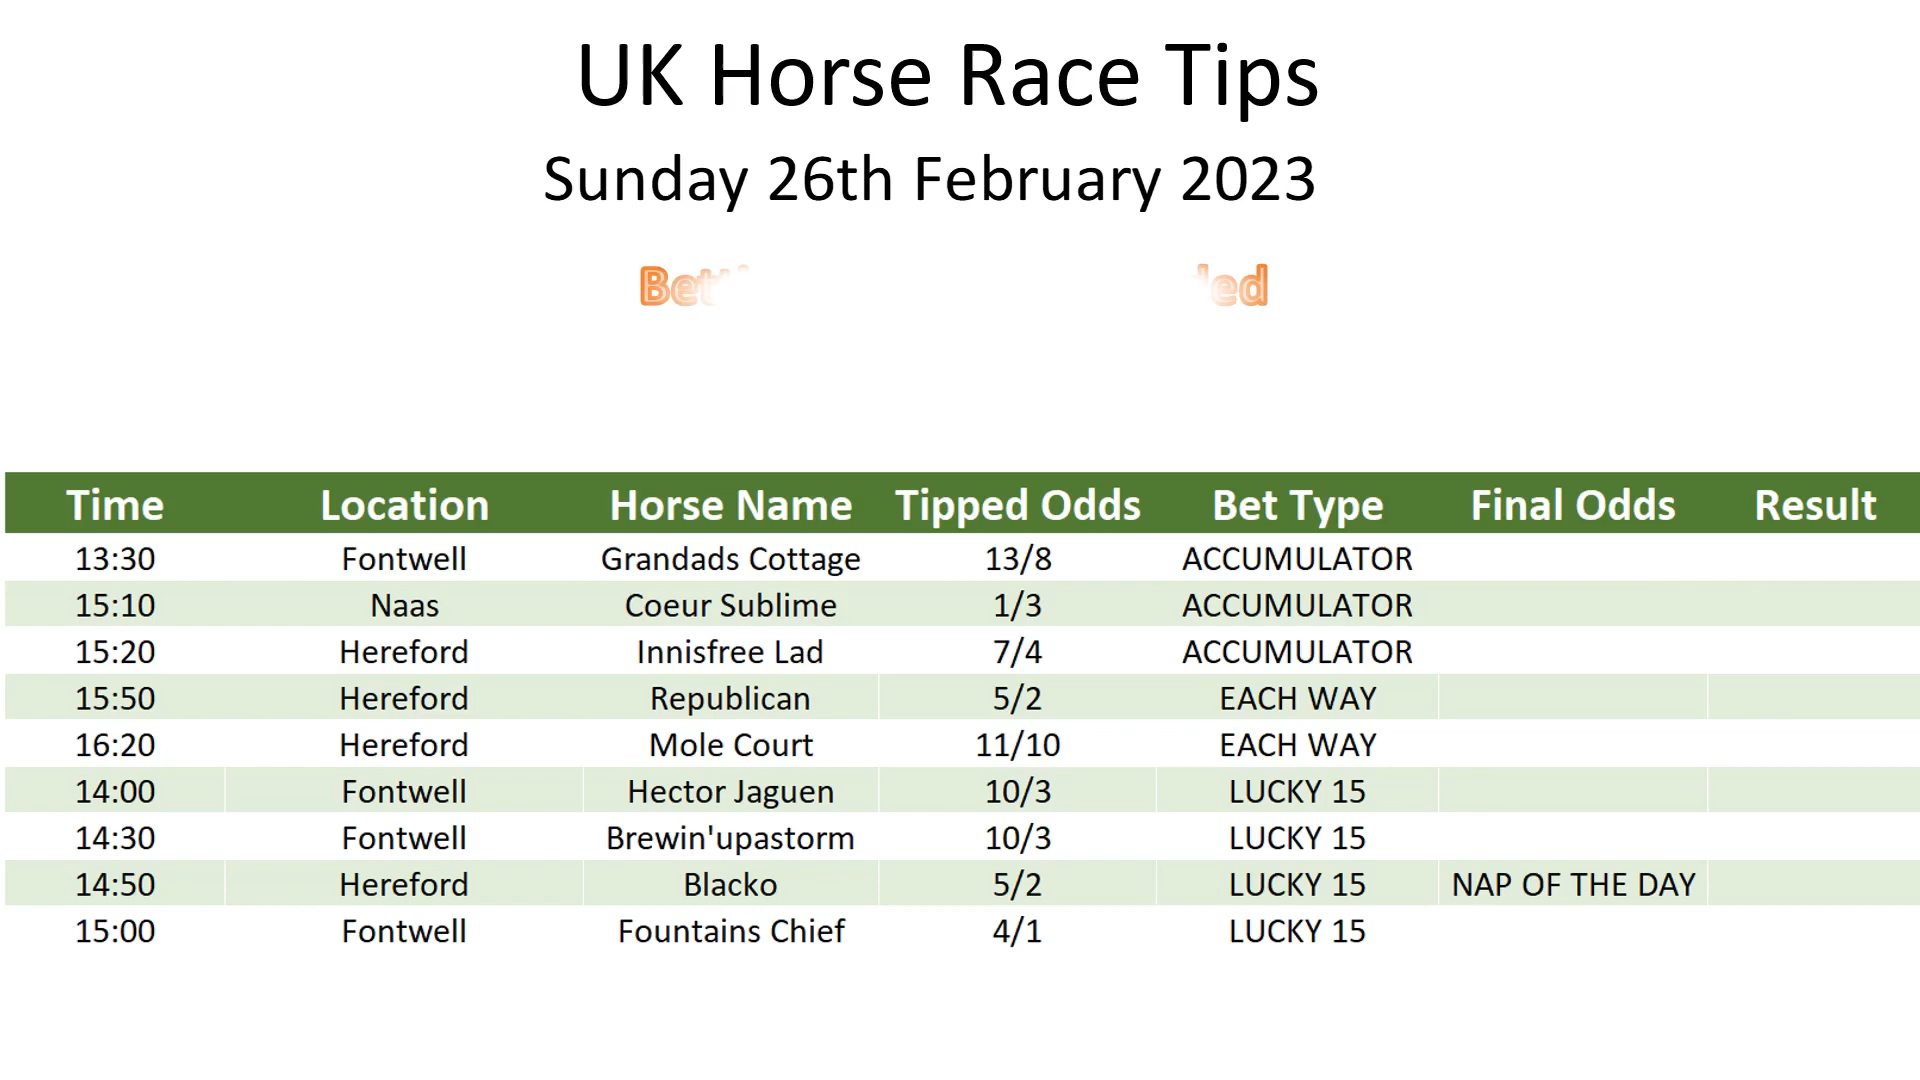 UK Horse Race Tips
Sunday 26th February 2023
Time Location Horse Name Tipped Odds Bet Type Final Odds Result
13:30 Fontwell Grandads Cottage 13/8 ACCUMULATOR
15:10 Naas Coeur Sublime 1/3 ACCUMULATOR
15:20 Hereford Innisfree Lad 7/4 ACCUMULATOR
15:50 Hereford Republican 5/2 EACH WAY
16:20 Hereford Mole Court 11/10 EACH WAY
14:00 Fontwell Hector Jaguen 10/3 LUCKY 15
14:30 Fontwell Brewin'upastorm 10/3 LUCKY 15
14:50 Hereford Blacko 5/2 LUCKY 15 NAP OF THE DAY
15:00 Fontwell Fountains Chief 4/1 LUCKY 15